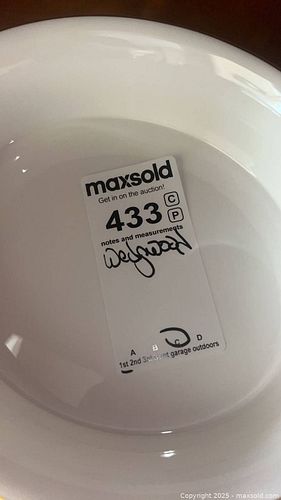 maxsold
Get in on the auction!
433 C
P
notes and measurements
Wedgwood
A B C D
1st 2nd garage outdoors
Copyright © 2025 - maxsold.com